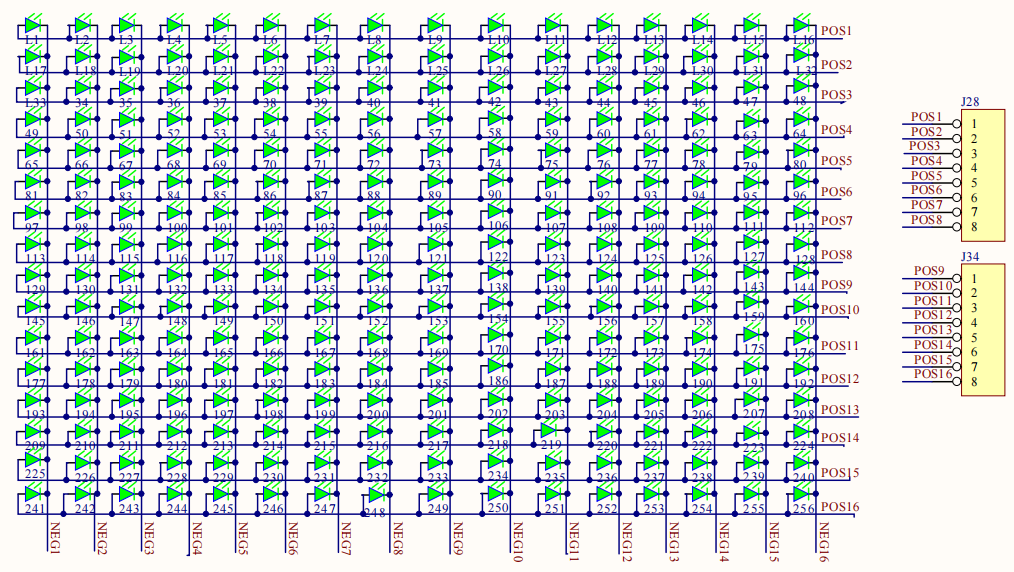 L1 L2 L3 L4 L5 L6 L7 L8 L9 L10 L11 L12 L13 L14 L15 L16 POS1
L17 L18 L19 L20 L21 L22 L23 L24 L25 L26 L27 L28 L29 L30 L31 L32 POS2
L33 34 35 36 37 38 39 40 41 42 43 44 45 46 47 48 POS3
49 50 51 52 53 54 55 56 57 58 59 60 61 62 63 64 POS4
65 66 67 68 69 70 71 72 73 74 75 76 77 78 79 80 POS5
81 82 83 84 85 86 87 88 89 90 91 92 93 94 95 96 POS6
97 98 99 100 101 102 103 104 105 106 107 108 109 110 111 112 POS7
113 114 115 116 117 118 119 120 121 122 123 124 125 126 127 128 POS8
129 130 131 132 133 134 135 136 137 138 139 140 141 142 143 144 POS9
145 146 147 148 149 150 151 152 153 154 155 156 157 158 159 160 POS10
161 162 163 164 165 166 167 168 169 170 171 172 173 174 175 176 POS11
177 178 179 180 181 182 183 184 185 186 187 188 189 190 191 192 POS12
193 194 195 196 197 198 199 200 201 202 203 204 205 206 207 208 POS13
209 210 211 212 213 214 215 216 217 218 219 220 221 222 223 224 POS14
225 226 227 228 229 230 231 232 233 234 235 236 237 238 239 240 POS15
241 242 243 244 245 246 247 248 249 250 251 252 253 254 255 256 POS16
NEG1 NEG2 NEG3 NEG4 NEG5 NEG6 NEG7 NEG8 NEG9 NEG10 NEG11 NEG12 NEG13 NEG14 NEG15 NEG16
J28
POS1 1
POS2 2
POS3 3
POS4 4
POS5 5
POS6 6
POS7 7
POS8 8
J34
POS9 1
POS10 2
POS11 3
POS12 4
POS13 5
POS14 6
POS15 7
POS16 8